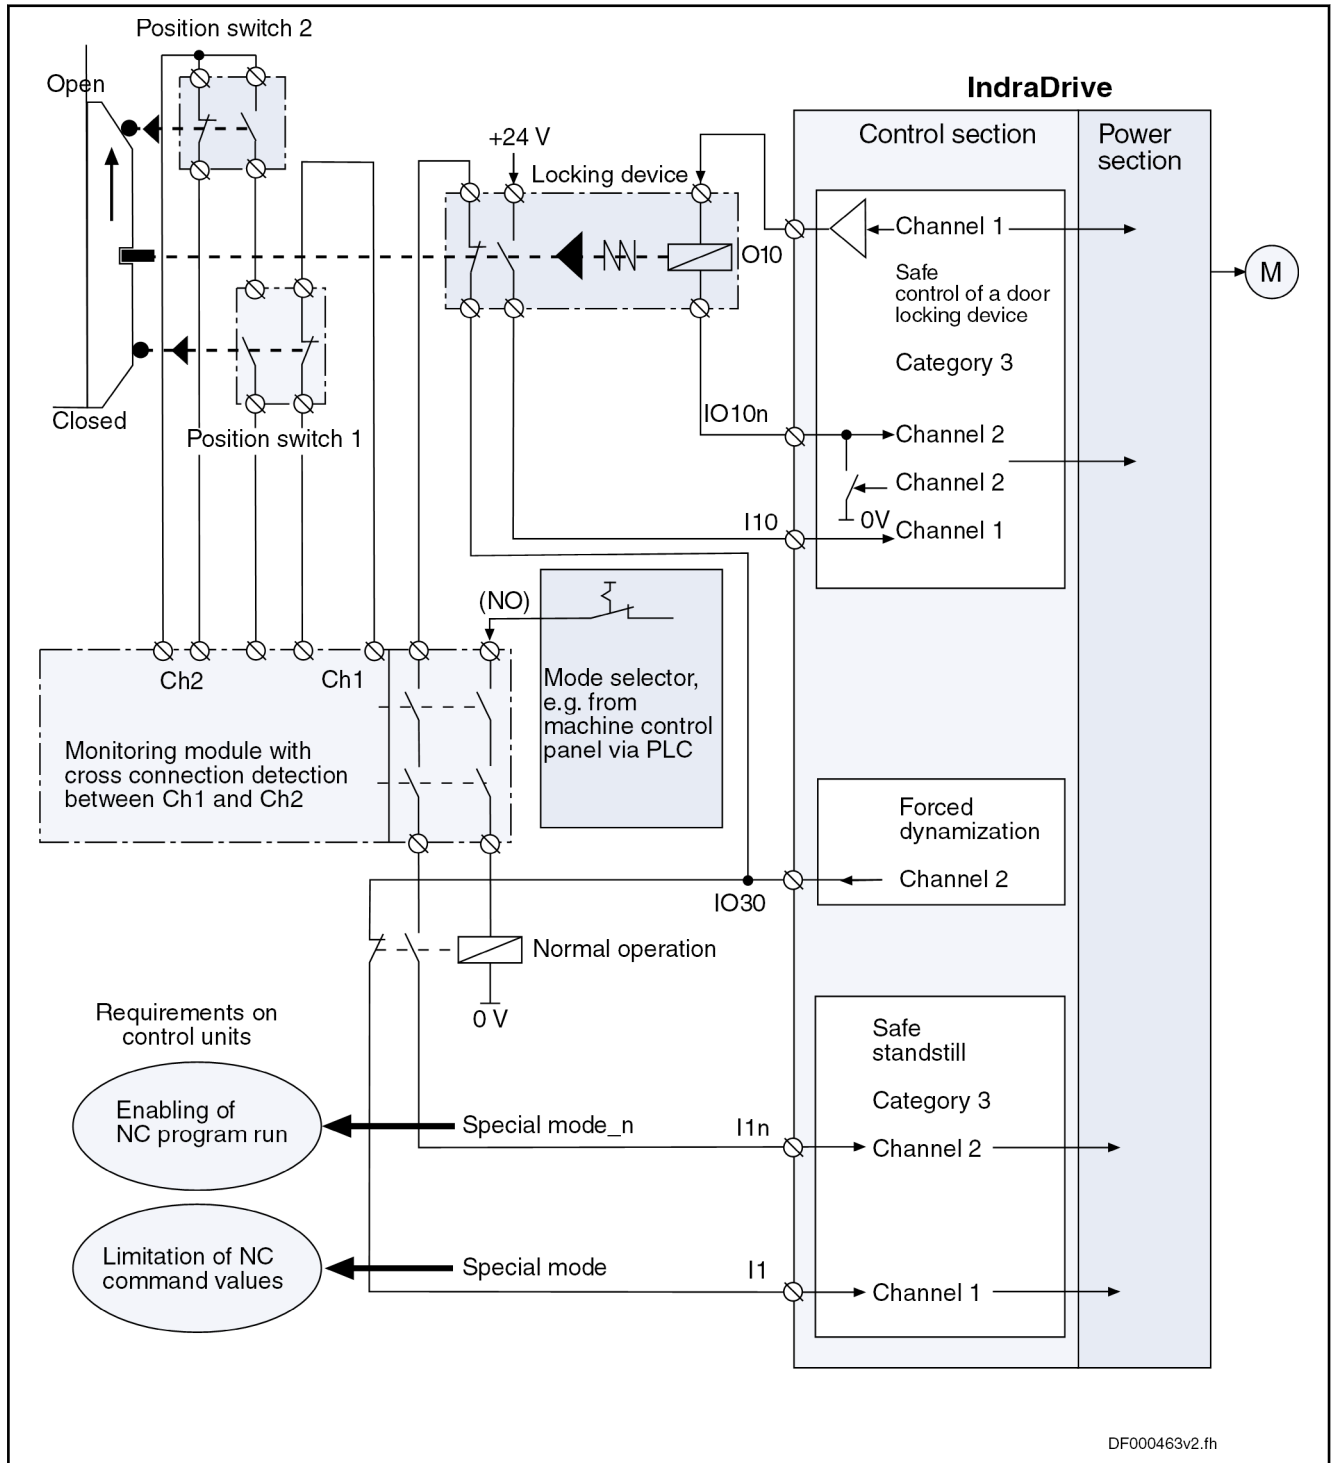 Position switch 2
Open
IndraDrive
Control section
Power
section
+24 V
Locking device
Channel 1
O10
Safe
control of a door
locking device
M
Category 3
Closed
IO10n
Position switch 1
Channel 2
Channel 2
I10
0V
Channel 1
(NO)
Ch2
Ch1
Mode selector,
e.g. from
machine control
panel via PLC
Monitoring module with
cross connection detection
between Ch1 and Ch2
Forced
dynamization
Channel 2
IO30
Normal operation
0 V
Requirements on
control units
Safe
standstill
Category 3
Enabling of
NC program run
Special mode_n
I1n
Channel 2
Limitation of NC
command values
Special mode
I1
Channel 1
DF000463v2.fh